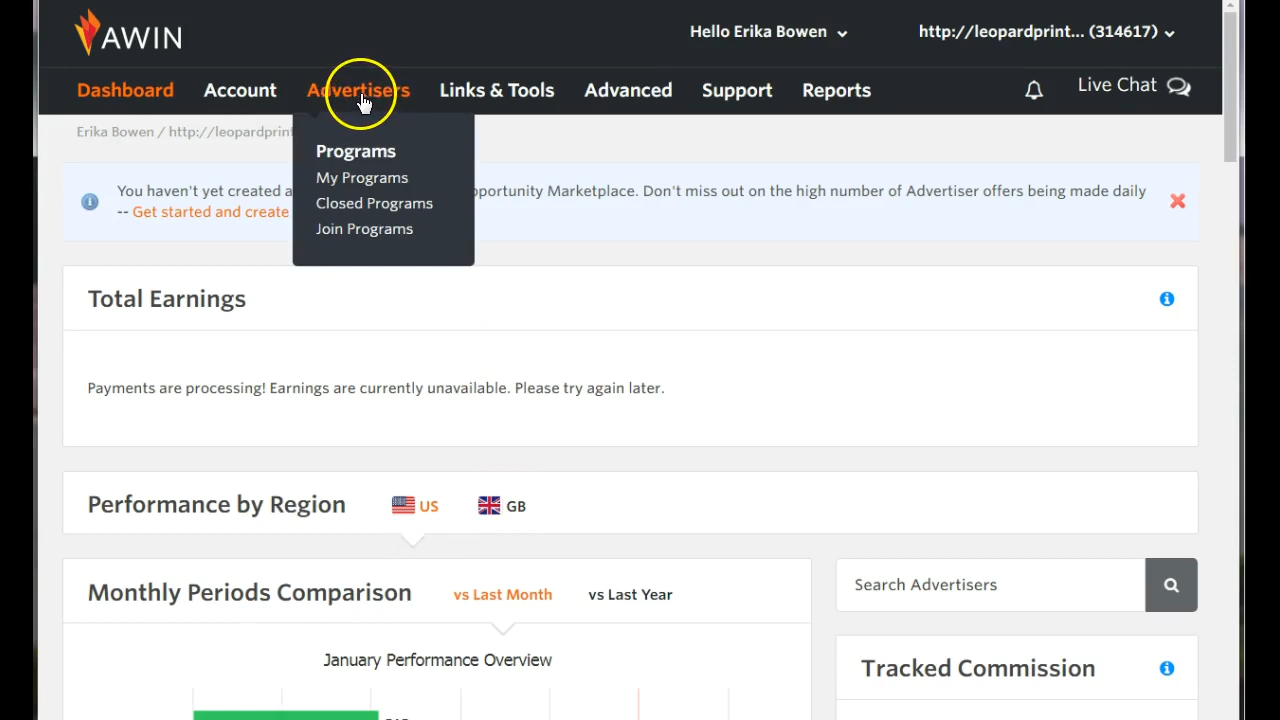 AWIN
Hello Erika Bowen
http://leopardprint... (314617)
Dashboard Account Advertisers Links & Tools Advanced Support Reports Live Chat
Erika Bowen / http://leopardprint
Programs
My Programs
Closed Programs
Join Programs
You haven't yet created a pportunity Marketplace. Don't miss out on the high number of Advertiser offers being made daily
-- Get started and create
Total Earnings
Payments are processing! Earnings are currently unavailable. Please try again later.
Performance by Region US GB
Monthly Periods Comparison vs Last Month vs Last Year
Search Advertisers
January Performance Overview
Tracked Commission